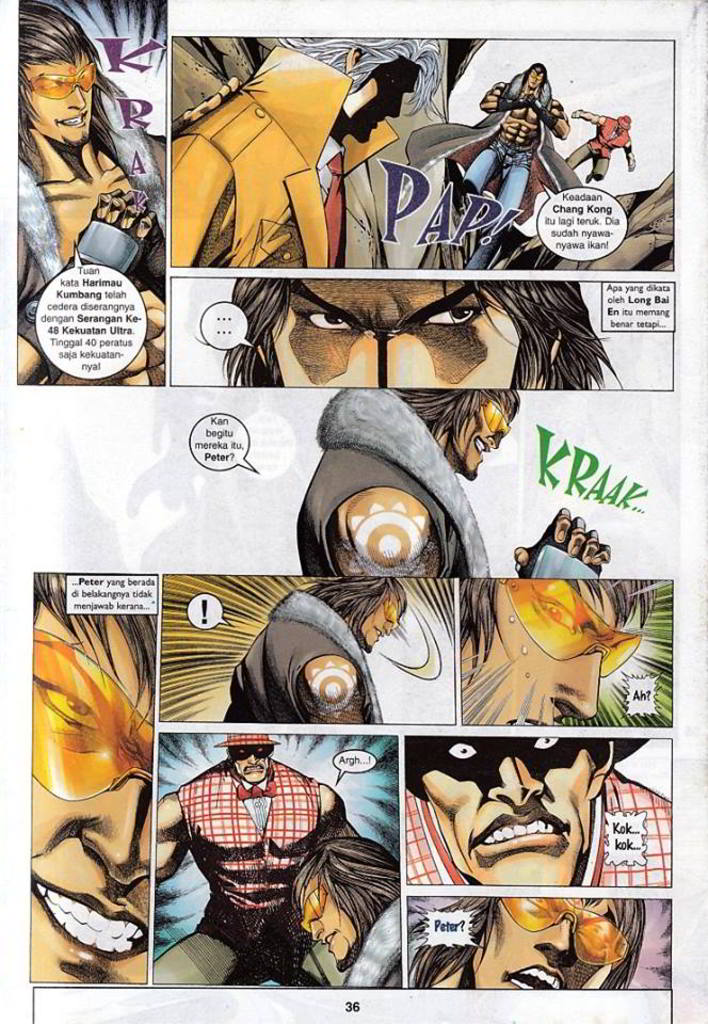 KRAK
Tuan
kata Harimau
Kumbang telah
cedera diserangnya
dengan Serangan Ke-
48 Kekuatan Ultra.
Tinggal 40 peratus
saja kekuatan-
nya!
PAP!!
Keadaan
Chang Kong
itu lagi teruk. Dia
sudah nyawa-
nyawa ikan!
...
...
Apa yang dikata
oleh Long Bai
En itu memang
benar tetapi...
Kan
begitu
mereka itu,
Peter?
KRAAK...
...Peter yang berada
di belakangnya tidak
menjawab kerana...
!
Ah?
Argh...!
Kok...
kok...
Peter?
36